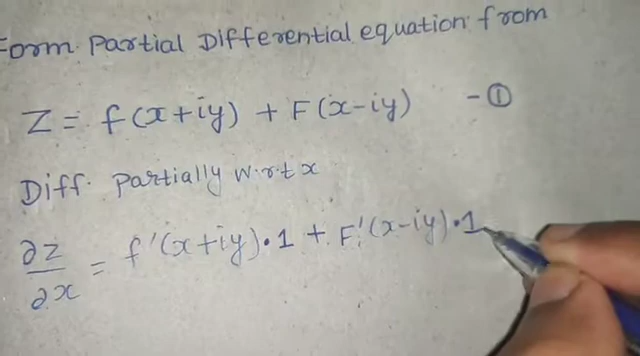 Form Partial Differential equation from
Z = f(x+iy) + F(x-iy) -①
Diff. Partially w.r.t x
∂z/∂x = f'(x+iy)·1 + F'(x-iy)·1